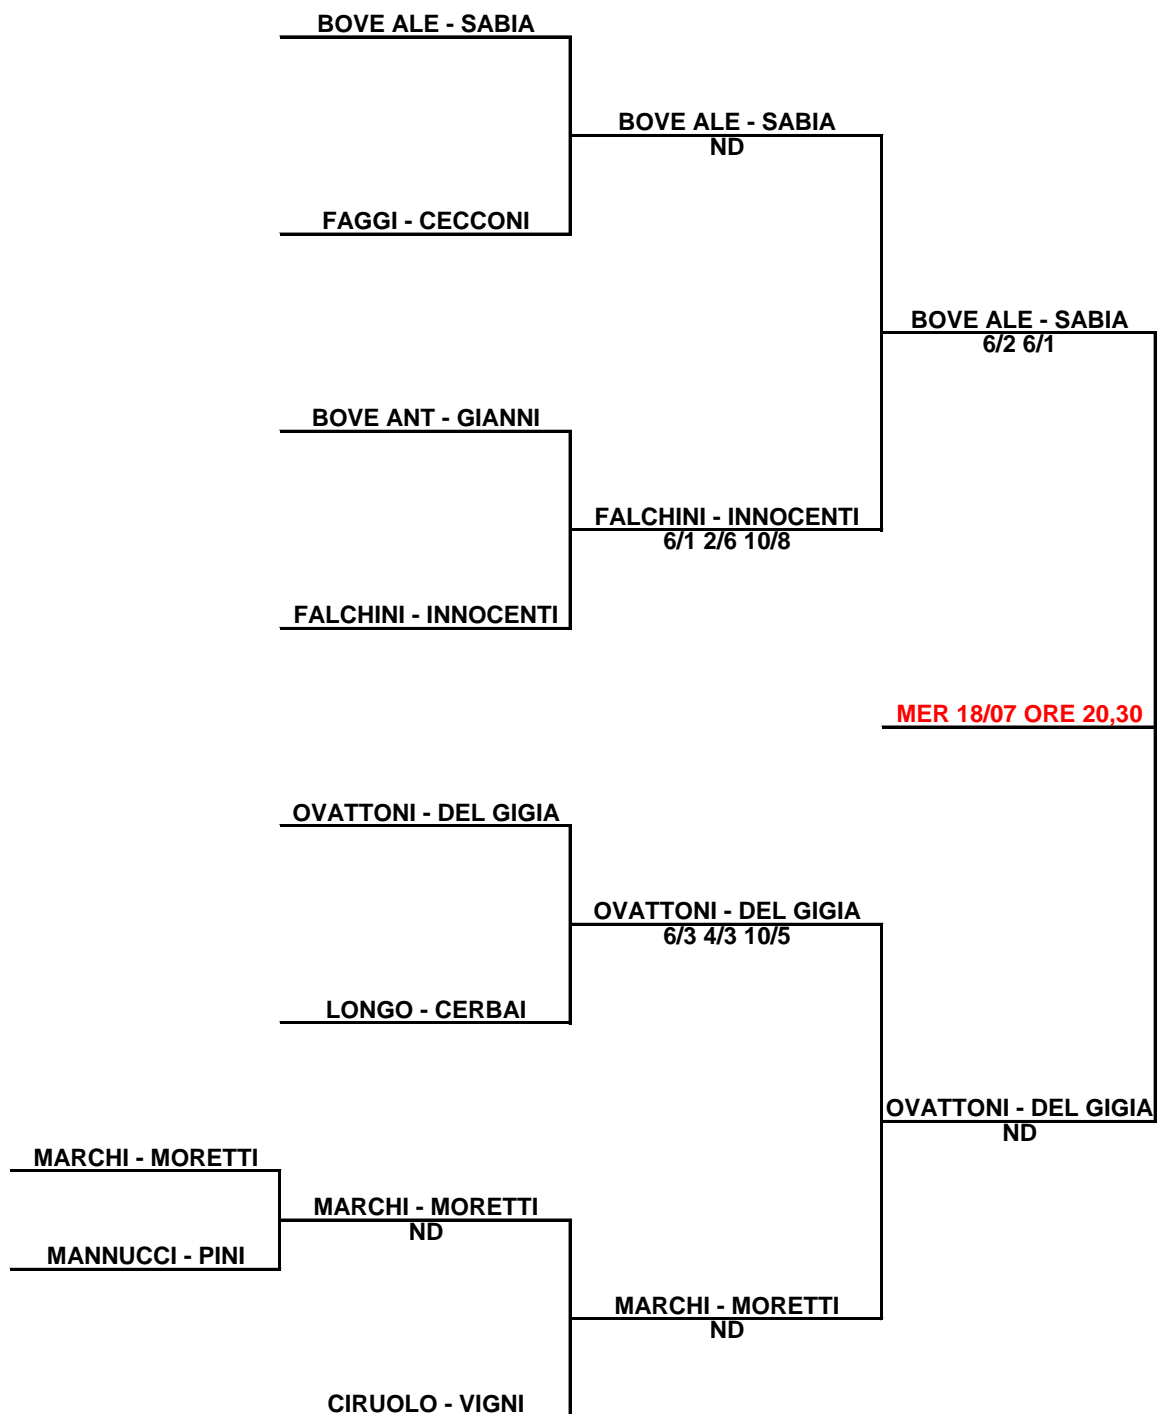 BOVE ALE - SABIA
BOVE ALE - SABIA
ND
FAGGI - CECCONI
BOVE ALE - SABIA
6/2 6/1
BOVE ANT - GIANNI
FALCHINI - INNOCENTI
6/1 2/6 10/8
FALCHINI - INNOCENTI
MER 18/07 ORE 20,30
OVATTONI - DEL GIGIA
OVATTONI - DEL GIGIA
6/3 4/3 10/5
LONGO - CERBAI
OVATTONI - DEL GIGIA
ND
MARCHI - MORETTI
MARCHI - MORETTI
ND
MANNUCCI - PINI
MARCHI - MORETTI
ND
CIRUOLO - VIGNI